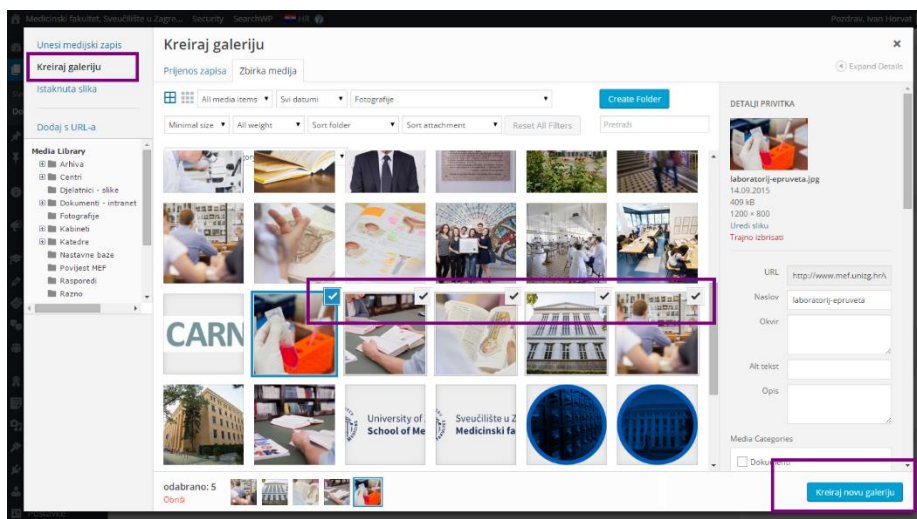 Medicinski fakultet, Sveučilište u Zagre... Security SearchWP HR Pozdrav, Ivan Horvat
Unesi medijski zapis
Kreiraj galeriju
Istaknuta slika
Dodaj s URL-a
Media Library
Arhiva
Centri
Djelatnici - slike
Dokumenti - intranet
Fotografije
Kabineti
Katedre
Nastavne baze
Povijest MEF
Rasporedi
Razno
Kreiraj galeriju
Expand Details
Prijenos zapisa Zbirka medija
All media items Svi datumi Fotografije Create Folder
Minimal size All weight Sort folder Sort attachment Reset All Filters Pretraži
CARN
University of
School of Me
Sveučilište u Z
Medicinski fa
odabrano: 5
Obriši
DETALJI PRIVITKA
laboratorij-epruveta.jpg
14.09.2015
409 kB
1200 × 800
Uredi sliku
Trajno izbrisati
URL http://www.mef.unizg.hr/
Naslov laboratorij-epruveta
Okvir
Alt tekst
Opis
Media Categories
Kreiraj novu galeriju
Postavke